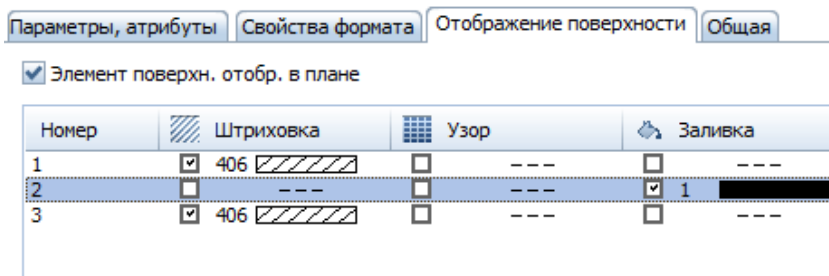 Параметры, атрибуты Свойства формата Отображение поверхности Общая
Элемент поверхн. отобр. в плане
Номер Штриховка Узор Заливка
1 406 --- ---
2 --- --- 1
3 406 --- ---